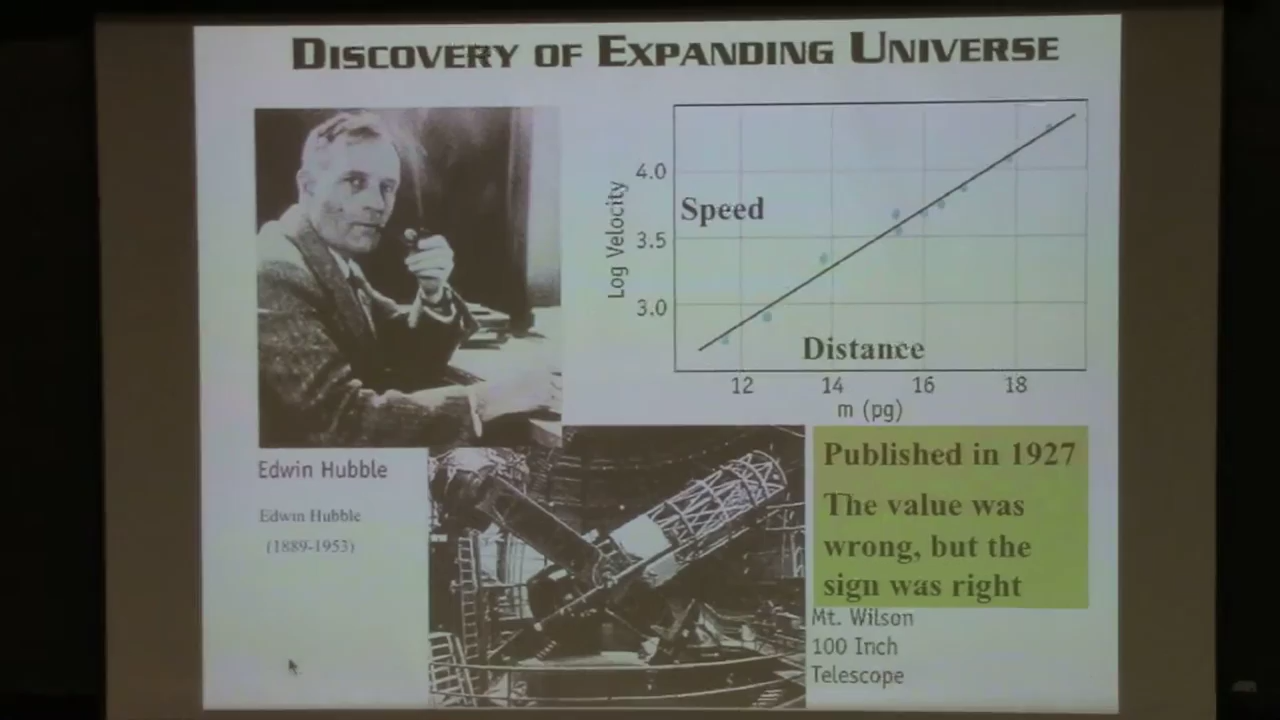 DISCOVERY OF EXPANDING UNIVERSE
4.0
3.5
3.0
Log Velocity
Speed
Distance
12 14 16 18
m (pg)
Edwin Hubble
Edwin Hubble
(1889-1953)
Published in 1927
The value was
wrong, but the
sign was right
Mt. Wilson
100 Inch
Telescope